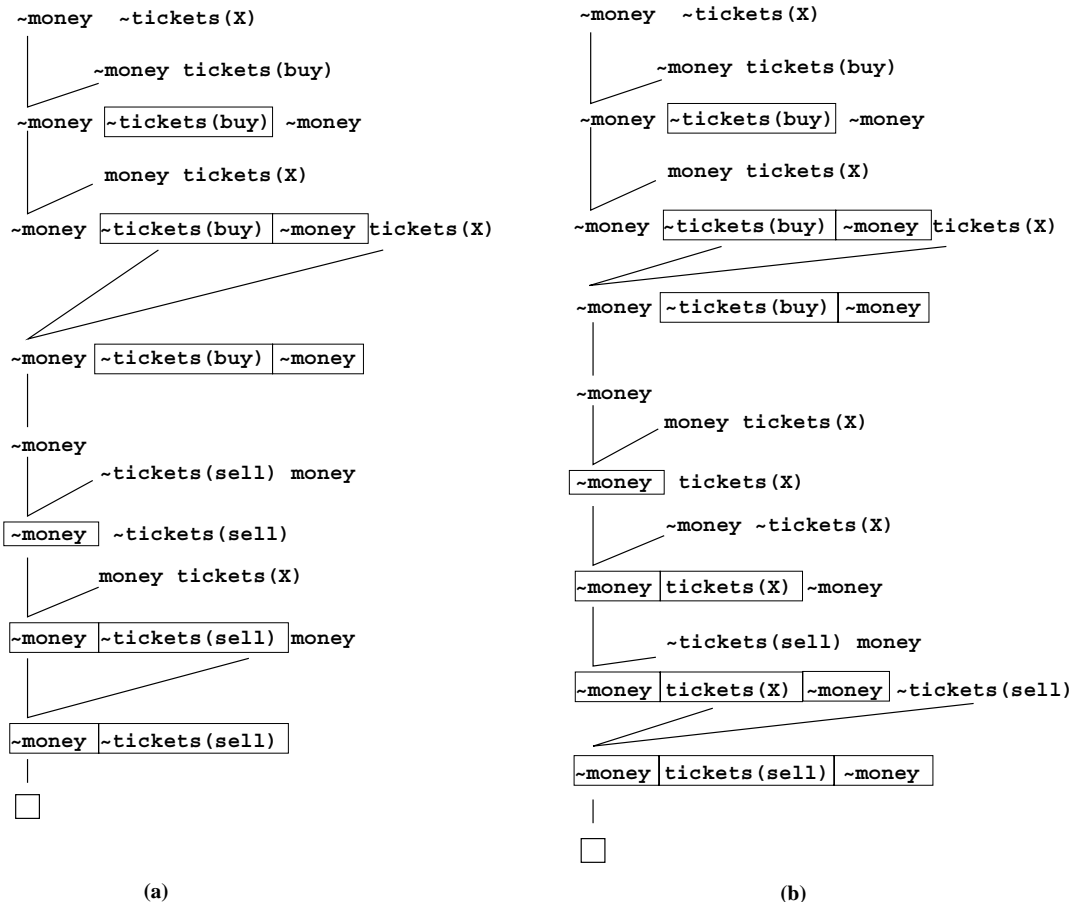 ~money ~tickets(X)
~money tickets(buy)
~money ~tickets(buy) ~money
money tickets(X)
~money ~tickets(buy) ~money tickets(X)
~money ~tickets(buy) ~money
~money
~tickets(sell) money
~money ~tickets(sell)
money tickets(X)
~money ~tickets(sell) money
~money ~tickets(sell)
(a)
~money ~tickets(X)
~money tickets(buy)
~money ~tickets(buy) ~money
money tickets(X)
~money ~tickets(buy) ~money tickets(X)
~money ~tickets(buy) ~money
~money
money tickets(X)
~money tickets(X)
~money ~tickets(X)
~money tickets(X) ~money
~tickets(sell) money
~money tickets(X) ~money ~tickets(sell)
~money tickets(sell) ~money
(b)